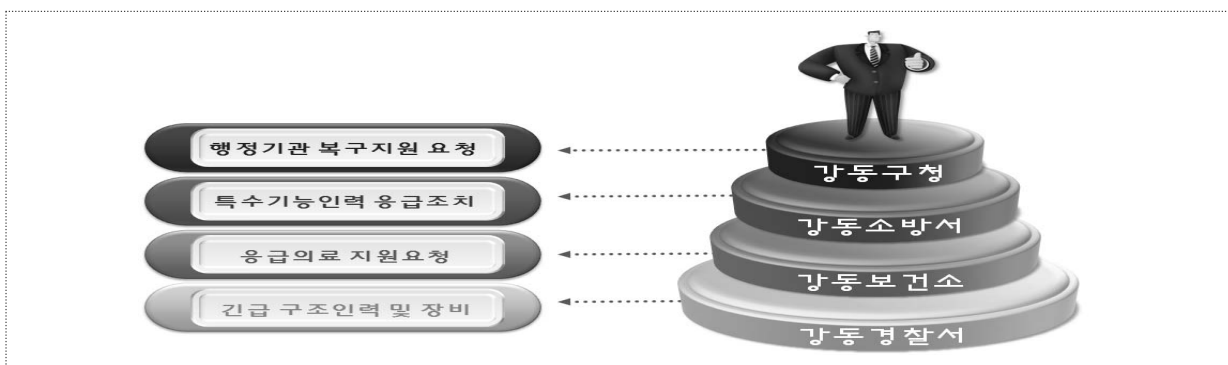 행정기관 복구지원 요청
특수기능인력 응급조치
응급의료 지원요청
긴급 구조인력 및 장비
강동구청
강동소방서
강동보건소
강동경찰서